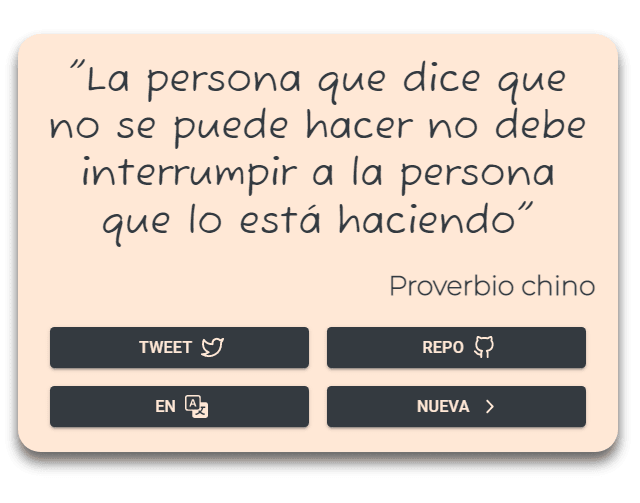 "La persona que dice que
no se puede hacer no debe
interrumpir a la persona
que lo está haciendo"
Proverbio chino
TWEET
REPO
EN
NUEVA